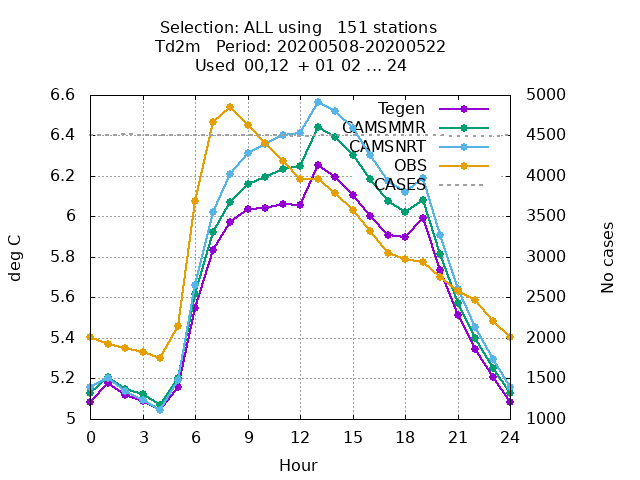 Selection: ALL using   151 stations
Td2m   Period: 20200508-20200522
Used  00,12  + 01 02 ... 24
6.6
6.4
6.2
6
5.8
5.6
5.4
5.2
5
5000
4500
4000
3500
3000
2500
2000
1500
1000
deg C
No cases
Tegen
CAMSMMR
CAMSNRT
OBS
CASES
0 3 6 9 12 15 18 21 24
Hour